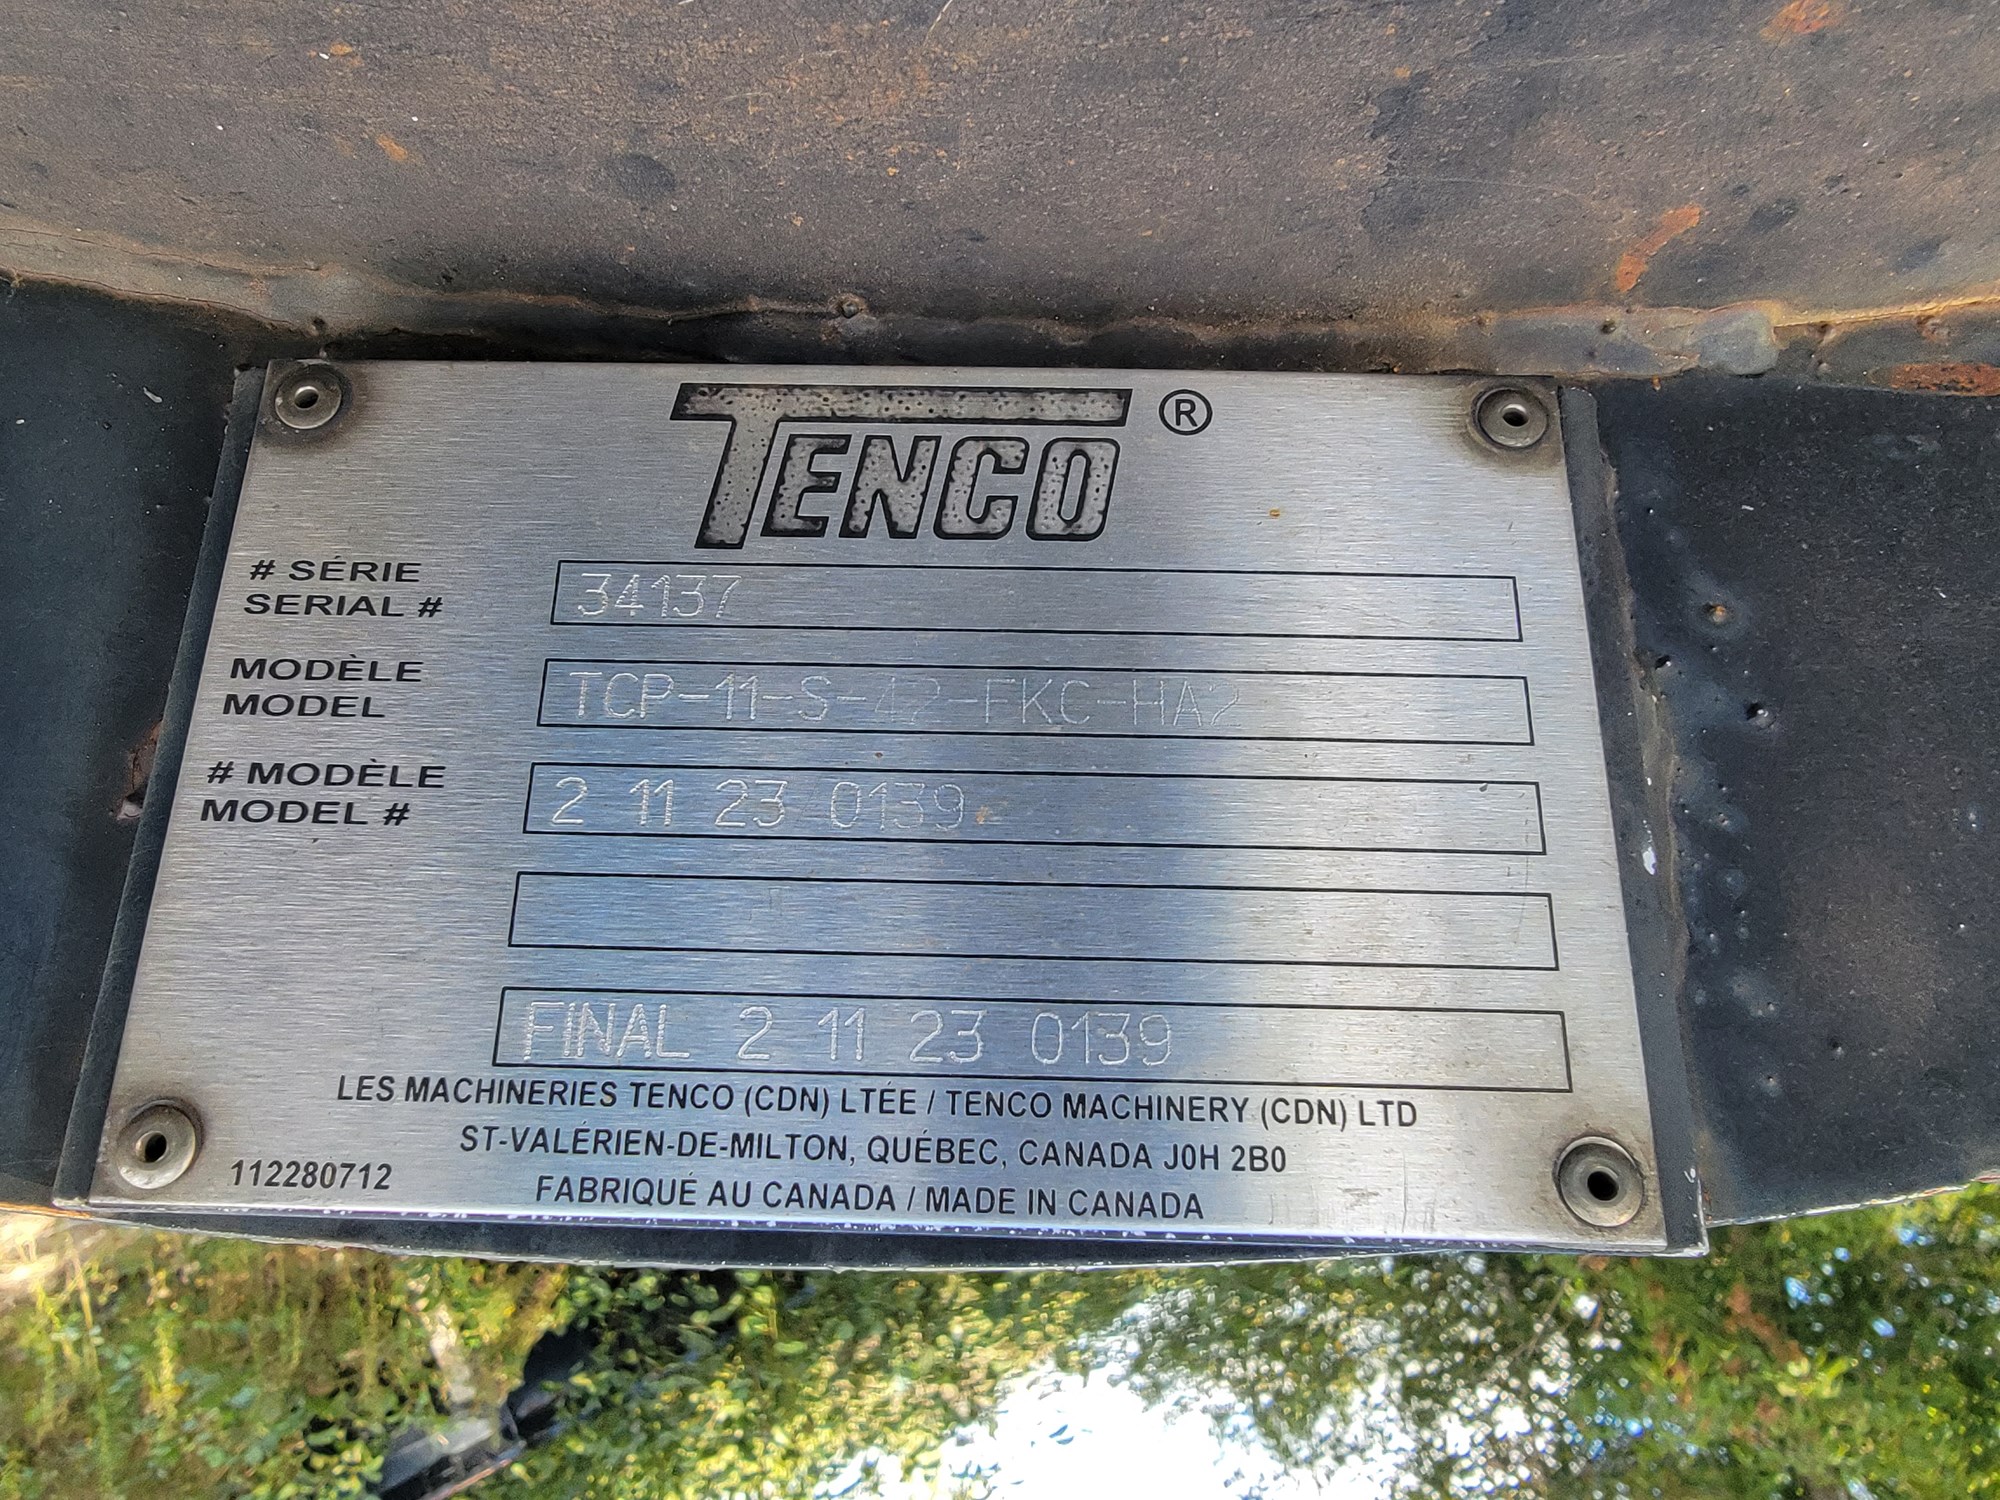 TENCO ®
# SÉRIE
SERIAL # 34137
MODÈLE
MODEL TCP-11-S-42-FKC-HA2
# MODÈLE
MODEL # 2 11 23 0139
FINAL 2 11 23 0139
LES MACHINERIES TENCO (CDN) LTÉE / TENCO MACHINERY (CDN) LTD
ST-VALÉRIEN-DE-MILTON, QUÉBEC, CANADA J0H 2B0
112280712 FABRIQUÉ AU CANADA / MADE IN CANADA